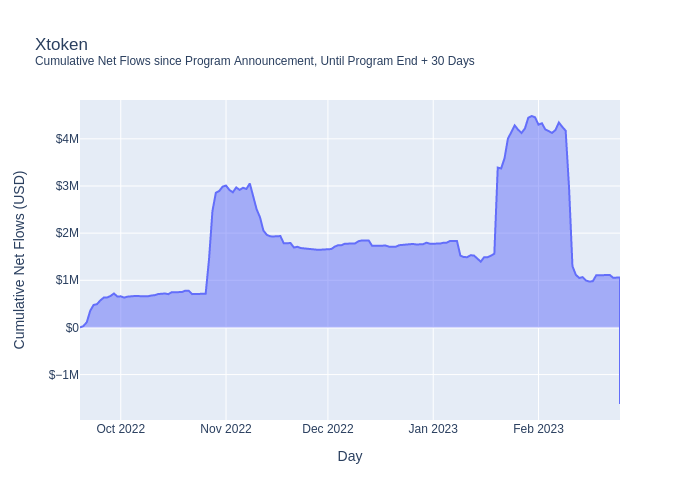 Xtoken
Cumulative Net Flows since Program Announcement, Until Program End + 30 Days
Cumulative Net Flows (USD)
$4M
$3M
$2M
$1M
$0
$−1M
Oct 2022
Nov 2022
Dec 2022
Jan 2023
Feb 2023
Day